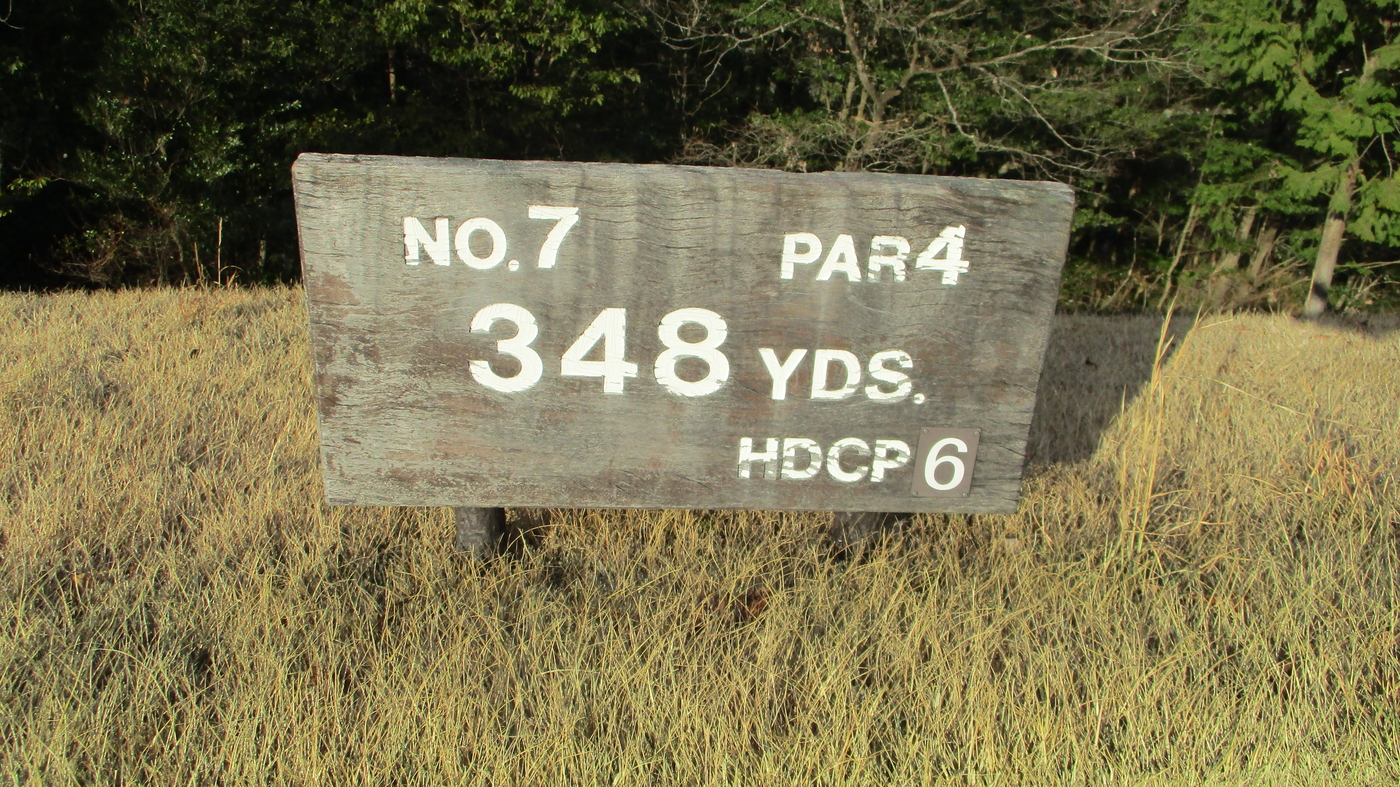 NO.7 PAR4
348 YDS.
HDCP 6